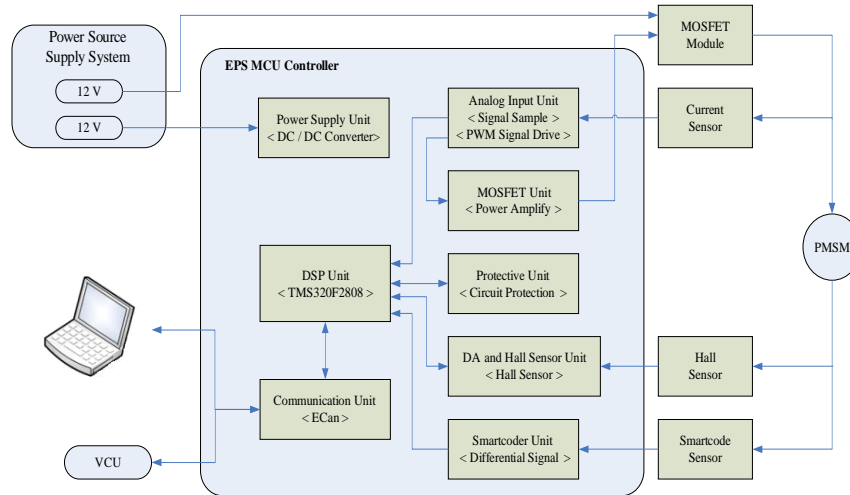 Power Source
Supply System
12 V
12 V
EPS MCU Controller
Power Supply Unit
< DC / DC Converter>
Analog Input Unit
< Signal Sample >
< PWM Signal Drive >
MOSFET Unit
< Power Amplify >
DSP Unit
< TMS320F2808 >
Protective Unit
< Circuit Protection >
DA and Hall Sensor Unit
< Hall Sensor >
Communication Unit
< ECan >
Smartcoder Unit
< Differential Signal >
MOSFET
Module
Current
Sensor
PMSM
Hall
Sensor
Smartcode
Sensor
VCU